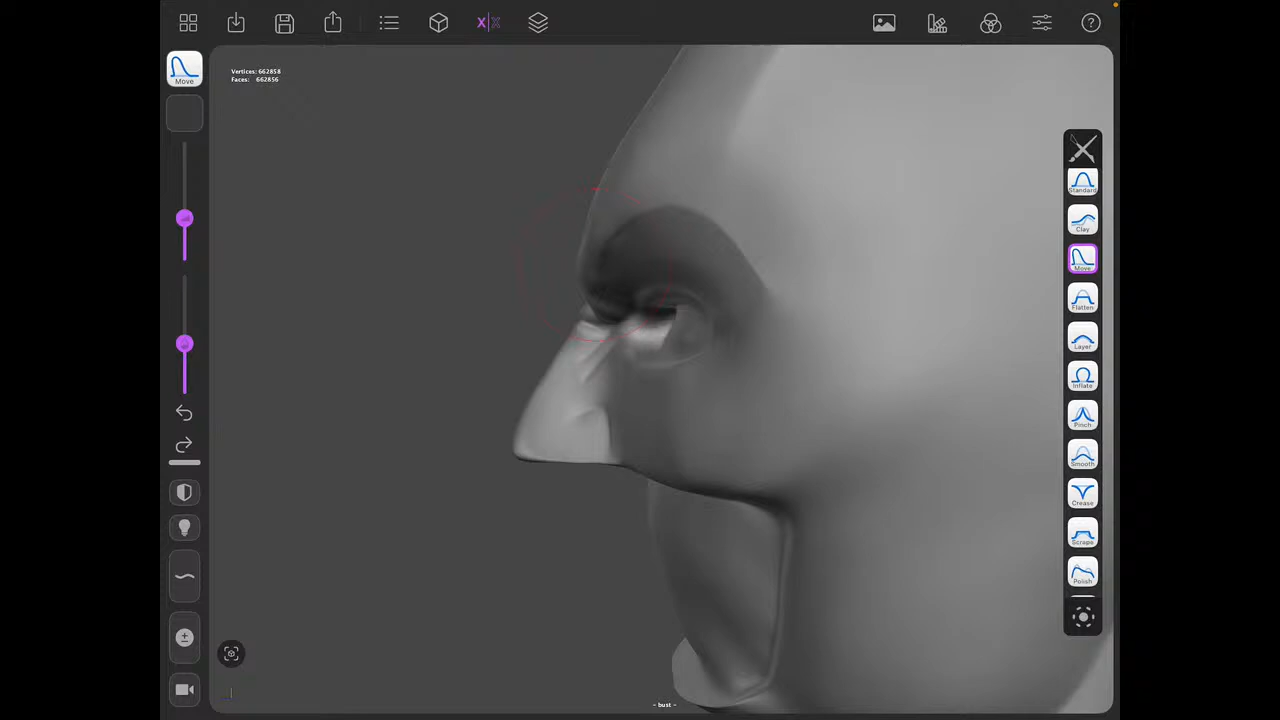 Vertices: 662858
Faces: 662856
Move
Standard
Clay
Move
Flatten
Layer
Inflate
Pinch
Smooth
Crease
Scrape
Polish
~ bust ~